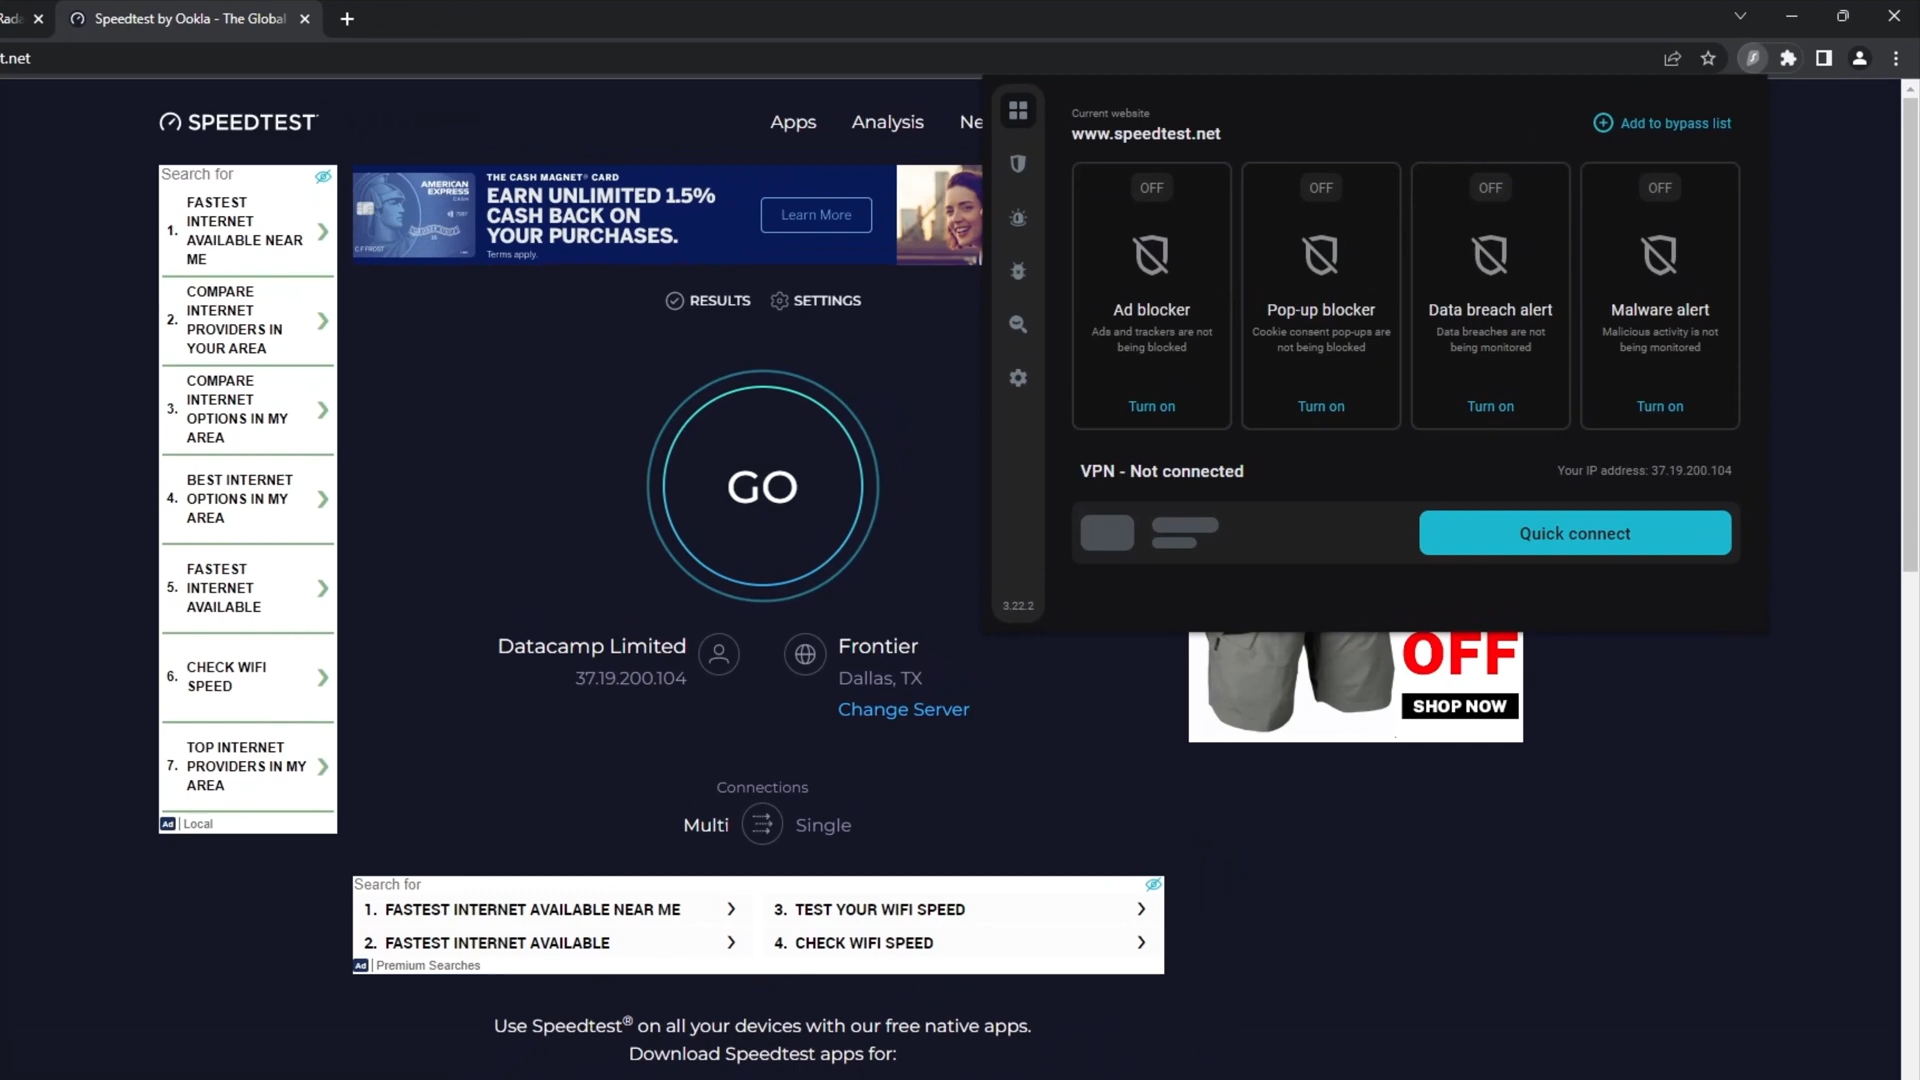 Rada
Speedtest by Ookla - The Global
t.net
SPEEDTEST
Apps
Analysis
Ne
Current website
www.speedtest.net
Add to bypass list
OFF
OFF
OFF
OFF
Ad blocker
Pop-up blocker
Data breach alert
Malware alert
Ads and trackers are not
being blocked
Cookie consent pop-ups are
not being blocked
Data breaches are not
being monitored
Malicious activity is not
being monitored
Turn on
Turn on
Turn on
Turn on
VPN - Not connected
Your IP address: 37.19.200.104
Quick connect
3.22.2
Search for
1. FASTEST
INTERNET
AVAILABLE NEAR
ME
2. COMPARE
INTERNET
PROVIDERS IN
YOUR AREA
3. COMPARE
INTERNET
OPTIONS IN MY
AREA
4. BEST INTERNET
OPTIONS IN MY
AREA
5. FASTEST
INTERNET
AVAILABLE
6. CHECK WIFI
SPEED
7. TOP INTERNET
PROVIDERS IN MY
AREA
Ad | Local
AMERICAN
EXPRESS
C F FROST
THE CASH MAGNET® CARD
EARN UNLIMITED 1.5%
CASH BACK ON
YOUR PURCHASES.
Terms apply.
Learn More
RESULTS
SETTINGS
GO
Datacamp Limited
37.19.200.104
Frontier
Dallas, TX
Change Server
Connections
Multi
Single
OFF
SHOP NOW
Search for
1. FASTEST INTERNET AVAILABLE NEAR ME
2. FASTEST INTERNET AVAILABLE
3. TEST YOUR WIFI SPEED
4. CHECK WIFI SPEED
Ad | Premium Searches
Use Speedtest® on all your devices with our free native apps.
Download Speedtest apps for: